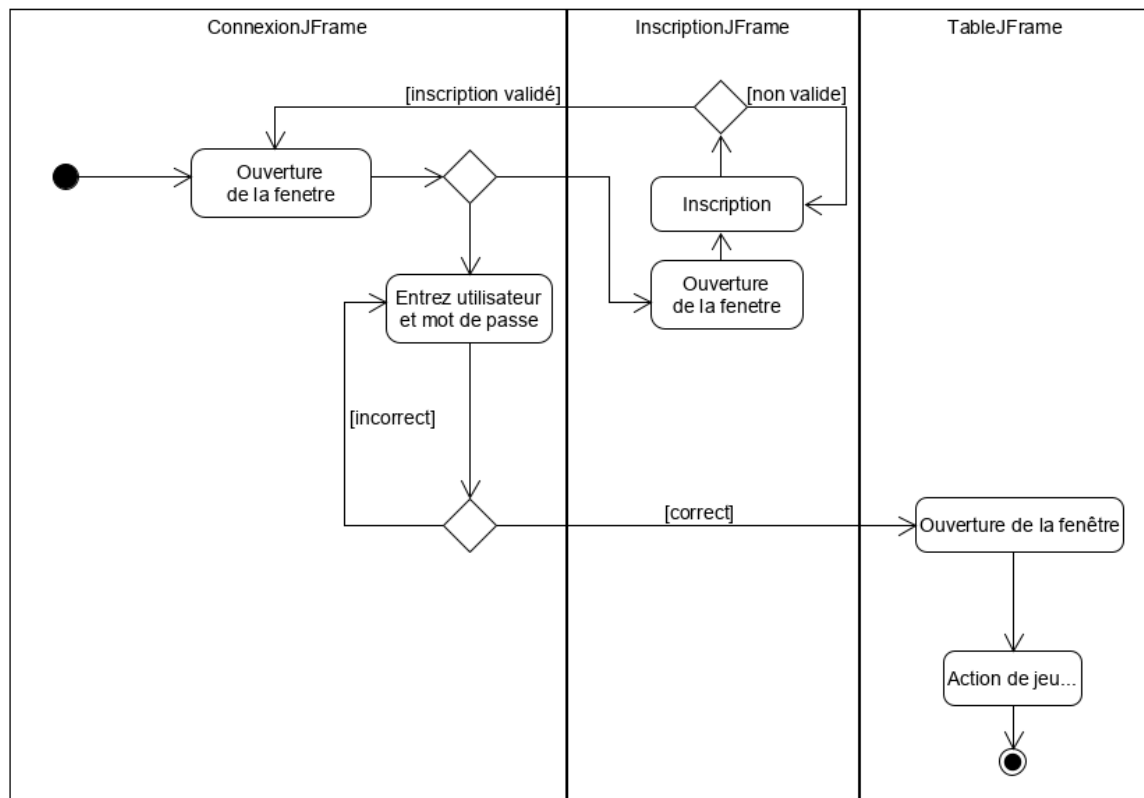 ConnexionJFrame
InscriptionJFrame
TableJFrame
[inscription validé]
[non valide]
Ouverture
de la fenetre
Inscription
Entrez utilisateur
et mot de passe
Ouverture
de la fenetre
[incorrect]
[correct]
Ouverture de la fenêtre
Action de jeu...